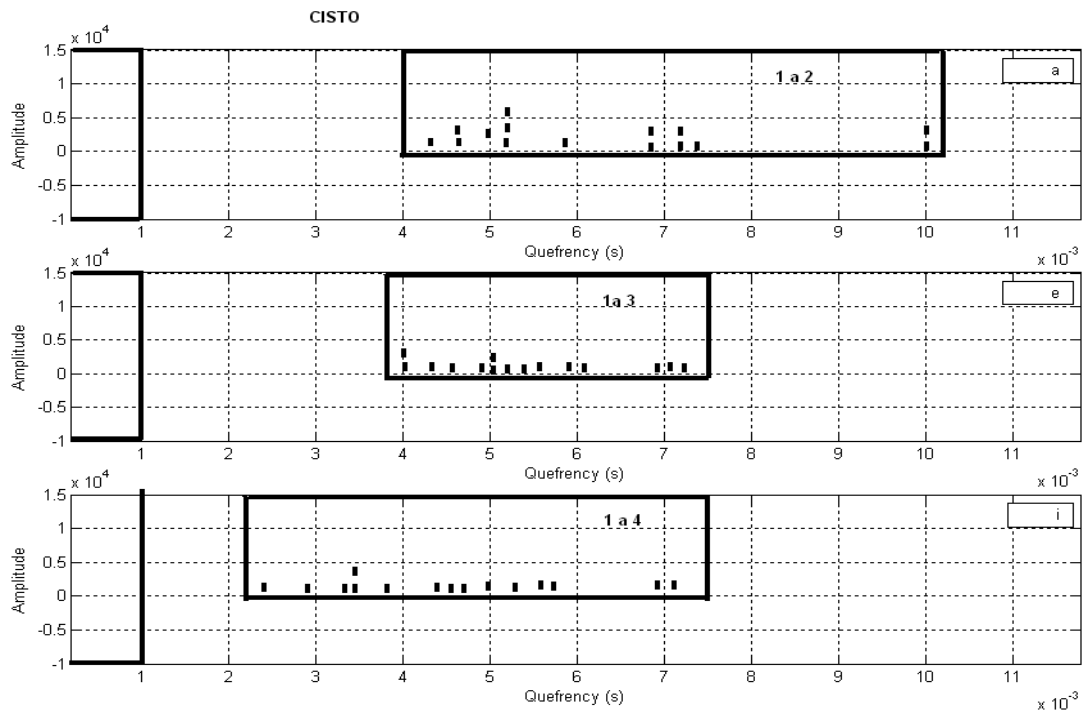 CISTO
x 10^4
1.5
1
0.5
0
-0.5
-1
Amplitude
1 a 2
a
1 2 3 4 5 6 7 8 9 10 11
Quefrency (s)
x 10^-3
x 10^4
1.5
1
0.5
0
-0.5
-1
Amplitude
1a 3
e
1 2 3 4 5 6 7 8 9 10 11
Quefrency (s)
x 10^-3
x 10^4
1.5
1
0.5
0
-0.5
-1
Amplitude
1 a 4
i
1 2 3 4 5 6 7 8 9 10 11
Quefrency (s)
x 10^-3